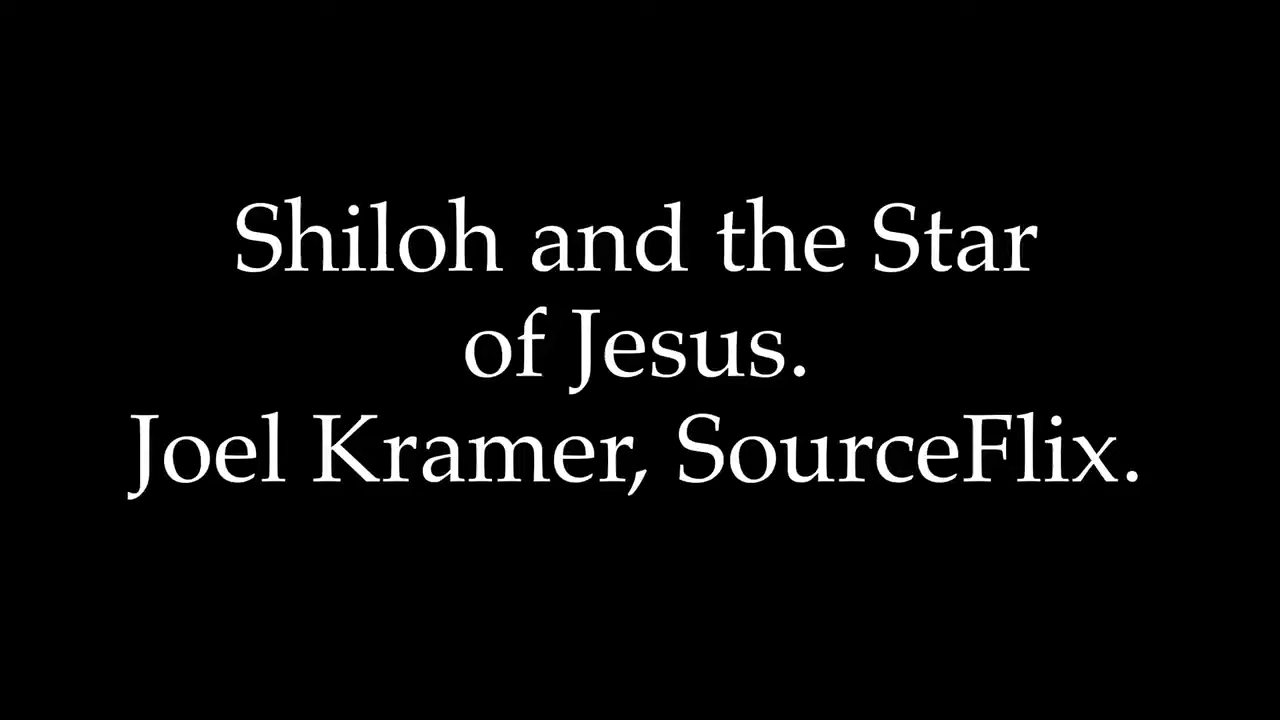 Shiloh and the Star
of Jesus.
Joel Kramer, SourceFlix.